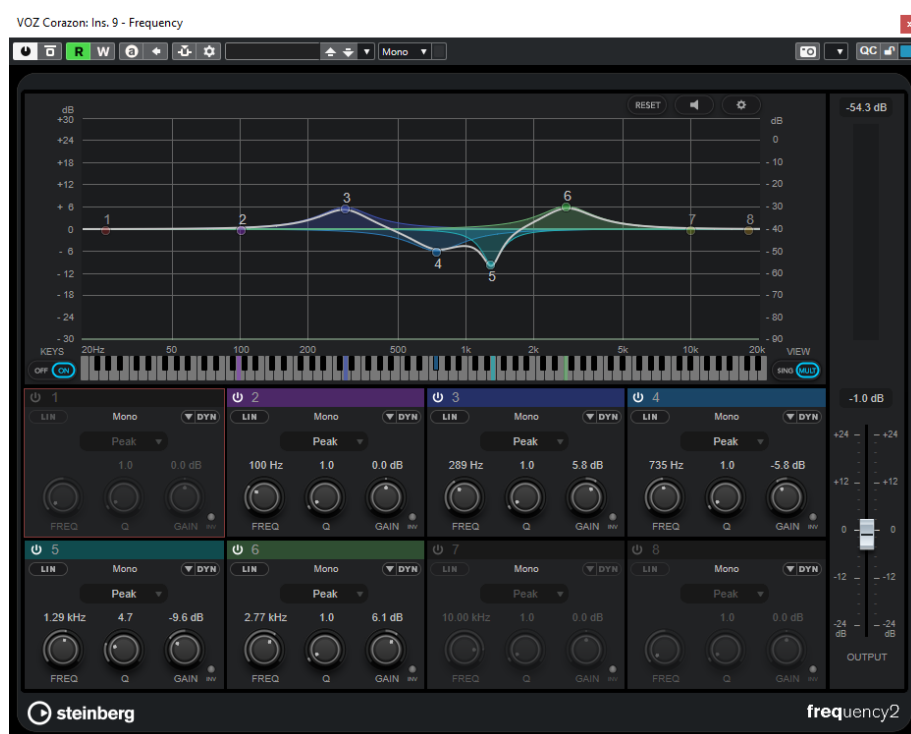 VOZ Corazon: Ins. 9 - Frequency x
R W a Mono QC
RESET -54.3 dB
dB
+30 dB
+24 0
+18 - 10
+12 - 20
+ 6 - 30
1 2 3 4 5 6 7 8
0 - 40
- 6 - 50
- 12 - 60
- 18 - 70
- 24 - 80
- 30 - 90
KEYS 20Hz 50 100 200 500 1k 2k 5k 10k 20k VIEW
OFF ON SING MULT
1 2 3 4 -1.0 dB
LIN Mono DYN LIN Mono DYN LIN Mono DYN LIN Mono DYN
Peak Peak Peak Peak +24 +24
1.0 0.0 dB 100 Hz 1.0 0.0 dB 289 Hz 1.0 5.8 dB 735 Hz 1.0 -5.8 dB
+12 +12
FREQ Q GAIN INV FREQ Q GAIN INV FREQ Q GAIN INV FREQ Q GAIN INV 0 0
5 6 7 8
LIN Mono DYN LIN Mono DYN LIN Mono DYN LIN Mono DYN -12 -12
Peak Peak Peak Peak
1.29 kHz 4.7 -9.6 dB 2.77 kHz 1.0 6.1 dB 10.00 kHz 1.0 0.0 dB 1.0 0.0 dB -24 -24
dB dB
OUTPUT
FREQ Q GAIN INV FREQ Q GAIN INV FREQ Q GAIN INV FREQ Q GAIN INV
steinberg frequency2